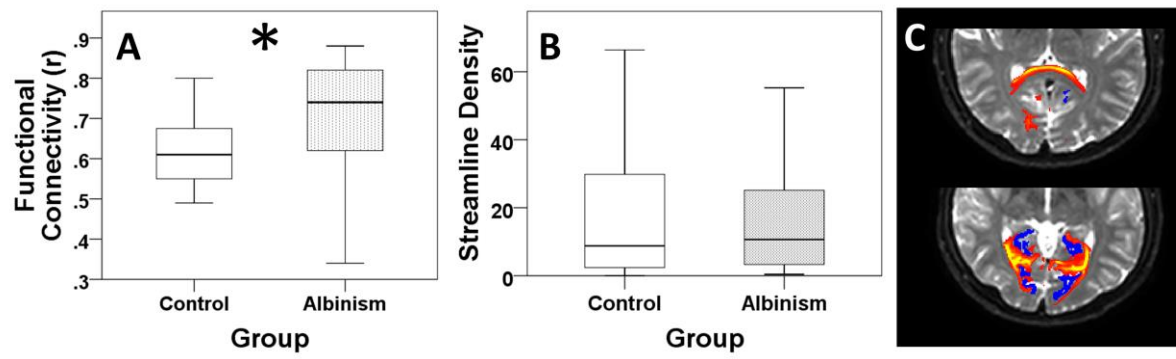 A
*
Functional
Connectivity (r)
.9
.8
.7
.6
.5
.4
.3
Control
Albinism
Group
B
Streamline Density
60
40
20
0
Control
Albinism
Group
C